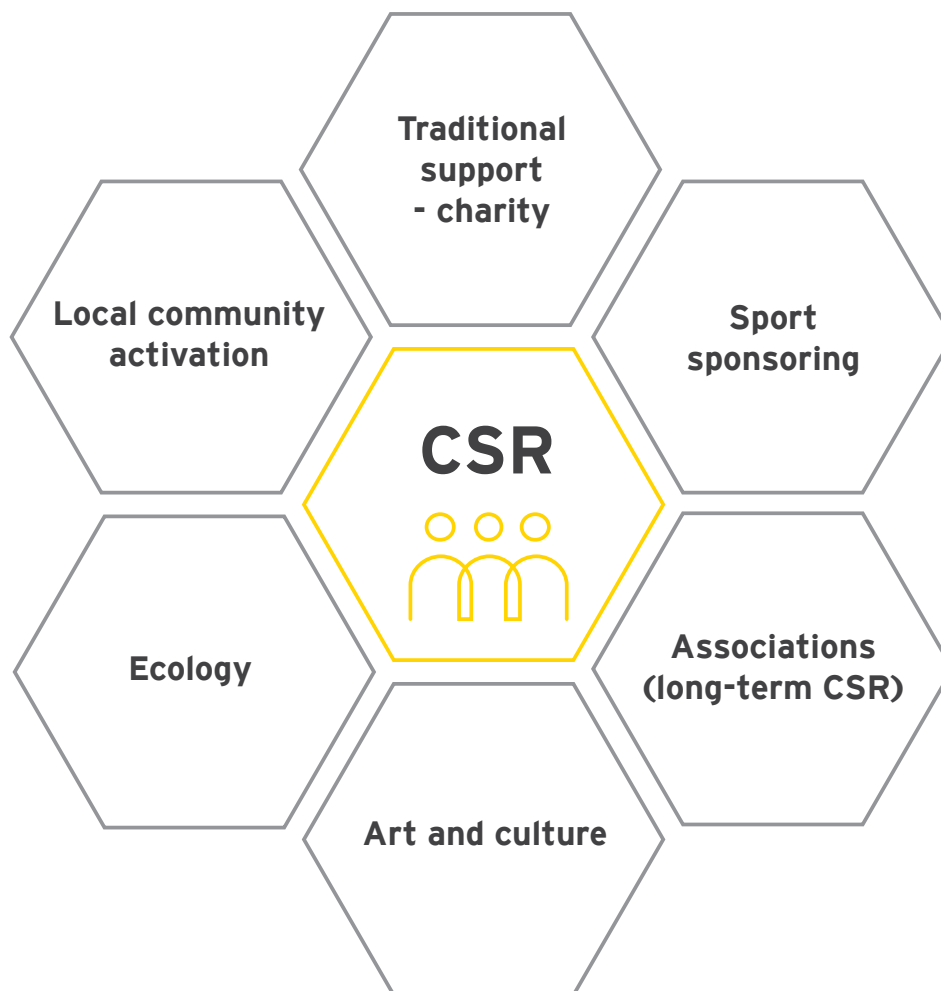 Traditional
support
- charity
Local community
activation
Sport
sponsoring
CSR
Ecology
Associations
(long-term CSR)
Art and culture